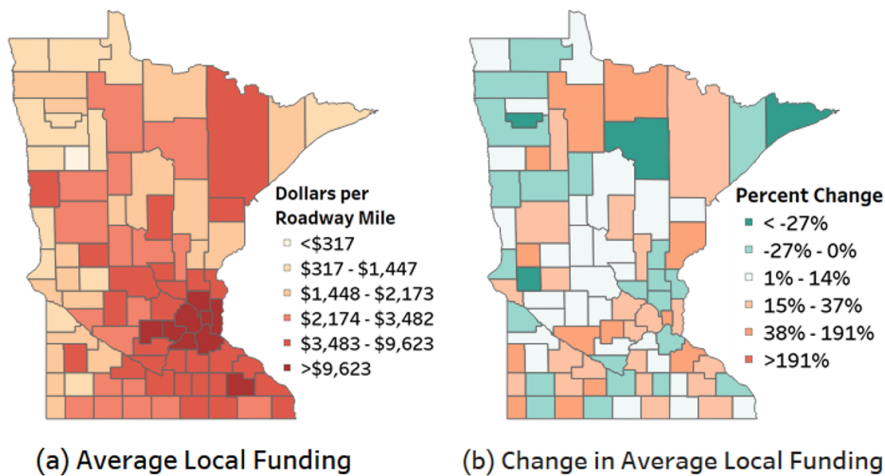 Dollars per
Roadway Mile
<$317
$317 - $1,447
$1,448 - $2,173
$2,174 - $3,482
$3,483 - $9,623
>$9,623
(a) Average Local Funding
Percent Change
< -27%
-27% - 0%
1% - 14%
15% - 37%
38% - 191%
>191%
(b) Change in Average Local Funding